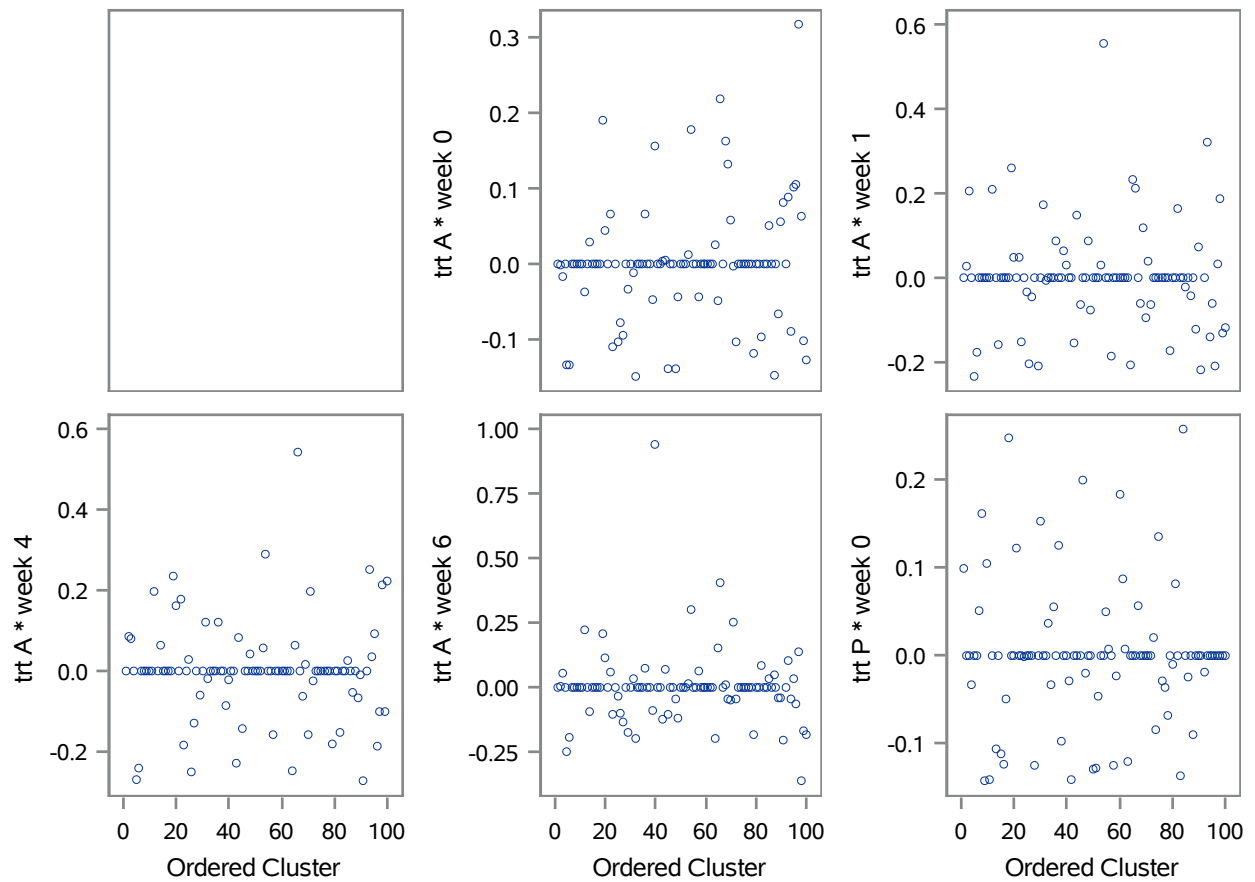 trt A * week 0
0.3
0.2
0.1
0.0
-0.1
trt A * week 1
0.6
0.4
0.2
0.0
-0.2
trt A * week 4
0.6
0.4
0.2
0.0
-0.2
0 20 40 60 80 100
Ordered Cluster
trt A * week 6
1.00
0.75
0.50
0.25
0.00
-0.25
0 20 40 60 80 100
Ordered Cluster
trt P * week 0
0.2
0.1
0.0
-0.1
0 20 40 60 80 100
Ordered Cluster